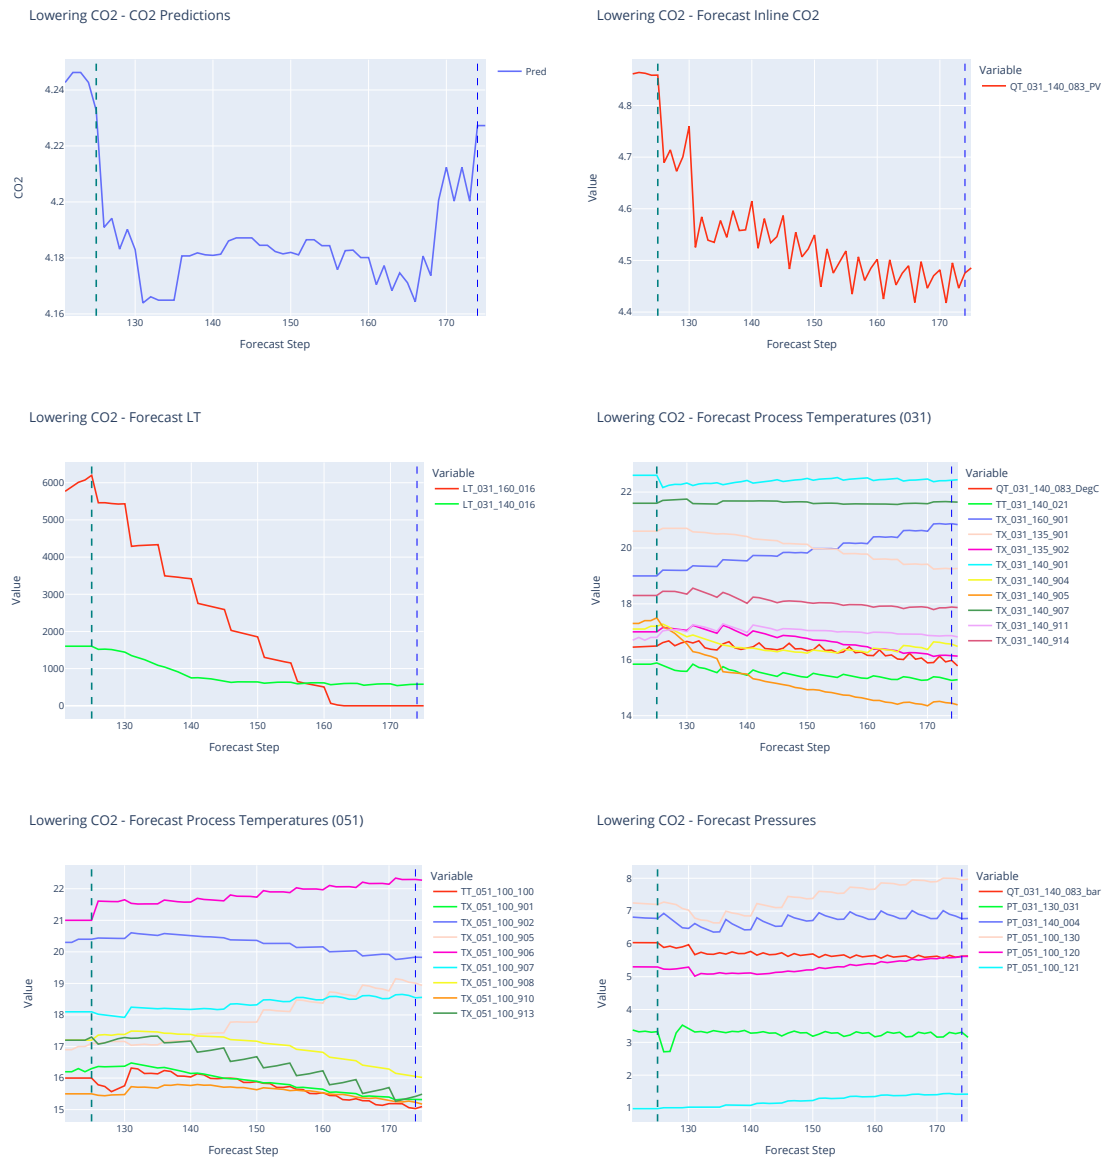 Lowering CO2 - CO2 Predictions
4.24
4.22
4.2
4.18
4.16
CO2
130
140
150
160
170
Forecast Step
Pred
Lowering CO2 - Forecast Inline CO2
4.8
4.7
4.6
4.5
4.4
Value
130
140
150
160
170
Forecast Step
Variable
QT_031_140_083_PV
Lowering CO2 - Forecast LT
6000
5000
4000
3000
2000
1000
0
Value
130
140
150
160
170
Forecast Step
Variable
LT_031_160_016
LT_031_140_016
Lowering CO2 - Forecast Process Temperatures (031)
22
20
18
16
14
Value
130
140
150
160
170
Forecast Step
Variable
QT_031_140_083_DegC
TT_031_140_021
TX_031_160_901
TX_031_135_901
TX_031_135_902
TX_031_140_901
TX_031_140_904
TX_031_140_905
TX_031_140_907
TX_031_140_911
TX_031_140_914
Lowering CO2 - Forecast Process Temperatures (051)
22
21
20
19
18
17
16
15
Value
130
140
150
160
170
Forecast Step
Variable
TT_051_100_100
TX_051_100_901
TX_051_100_902
TX_051_100_905
TX_051_100_906
TX_051_100_907
TX_051_100_908
TX_051_100_910
TX_051_100_913
Lowering CO2 - Forecast Pressures
8
7
6
5
4
3
2
1
Value
130
140
150
160
170
Forecast Step
Variable
QT_031_140_083_bar
PT_031_130_031
PT_031_140_004
PT_051_100_130
PT_051_100_120
PT_051_100_121